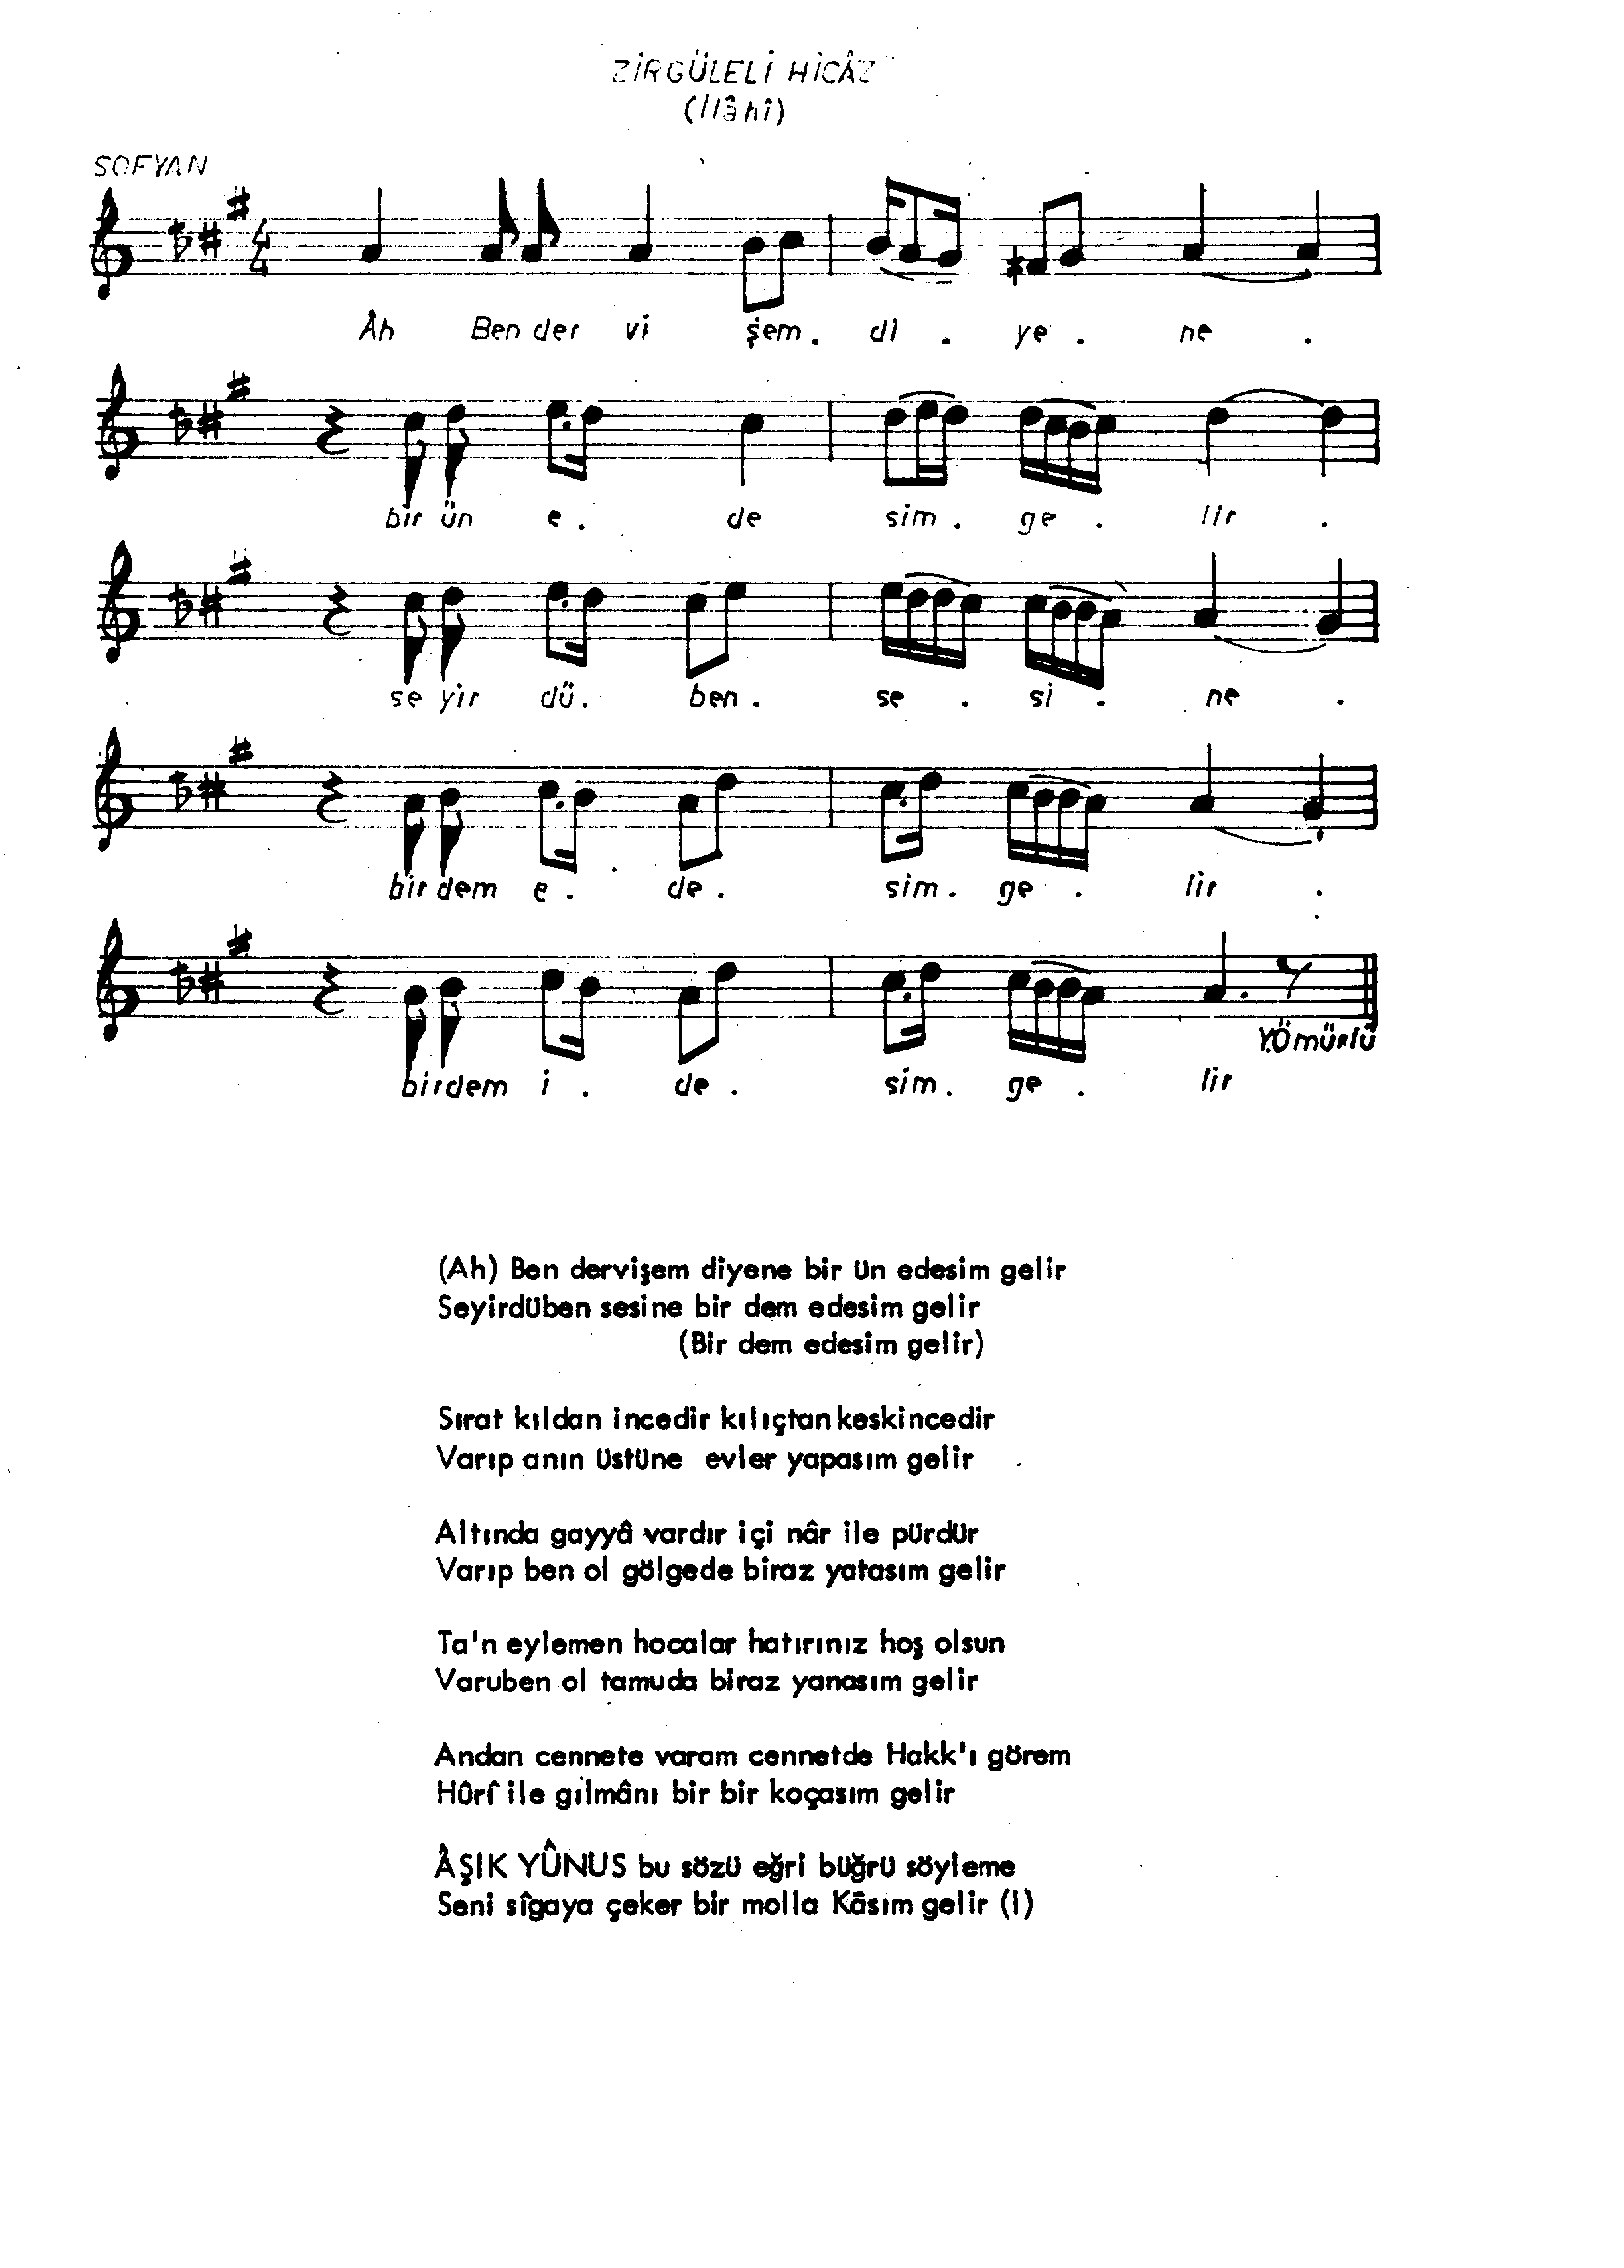 ZİRGÜLELİ HİCÂZ
(İlâhî)
SOFYAN
4/4
Âh Ben der vi şem. di . ye . ne .
bir ün e . de sim . ge . lir .
se yir dü . ben . se . si . ne .
bir dem e . de . sim . ge . lir .
Y.Ömürlü
bir dem i . de . sim . ge . lir
(Ah) Ben dervişem diyene bir ün edesim gelir
Seyirdüben sesine bir dem edesim gelir
(Bir dem edesim gelir)
Sırat kıldan incedir kılıçtan keskincedir
Varıp anın üstüne evler yapasım gelir
Altında gayyâ vardır içi nâr ile pürdür
Varıp ben ol gölgede biraz yatasım gelir
Ta'n eylemen hocalar hatırınız hoş olsun
Varuben ol tamuda biraz yanasım gelir
Andan cennete varam cennetde Hakk'ı görem
Hûrî ile gılmânı bir bir koçasım gelir
ÂŞIK YÛNUS bu sözü eğri büğrü söyleme
Seni sîgaya çeker bir molla Kâsım gelir (i)